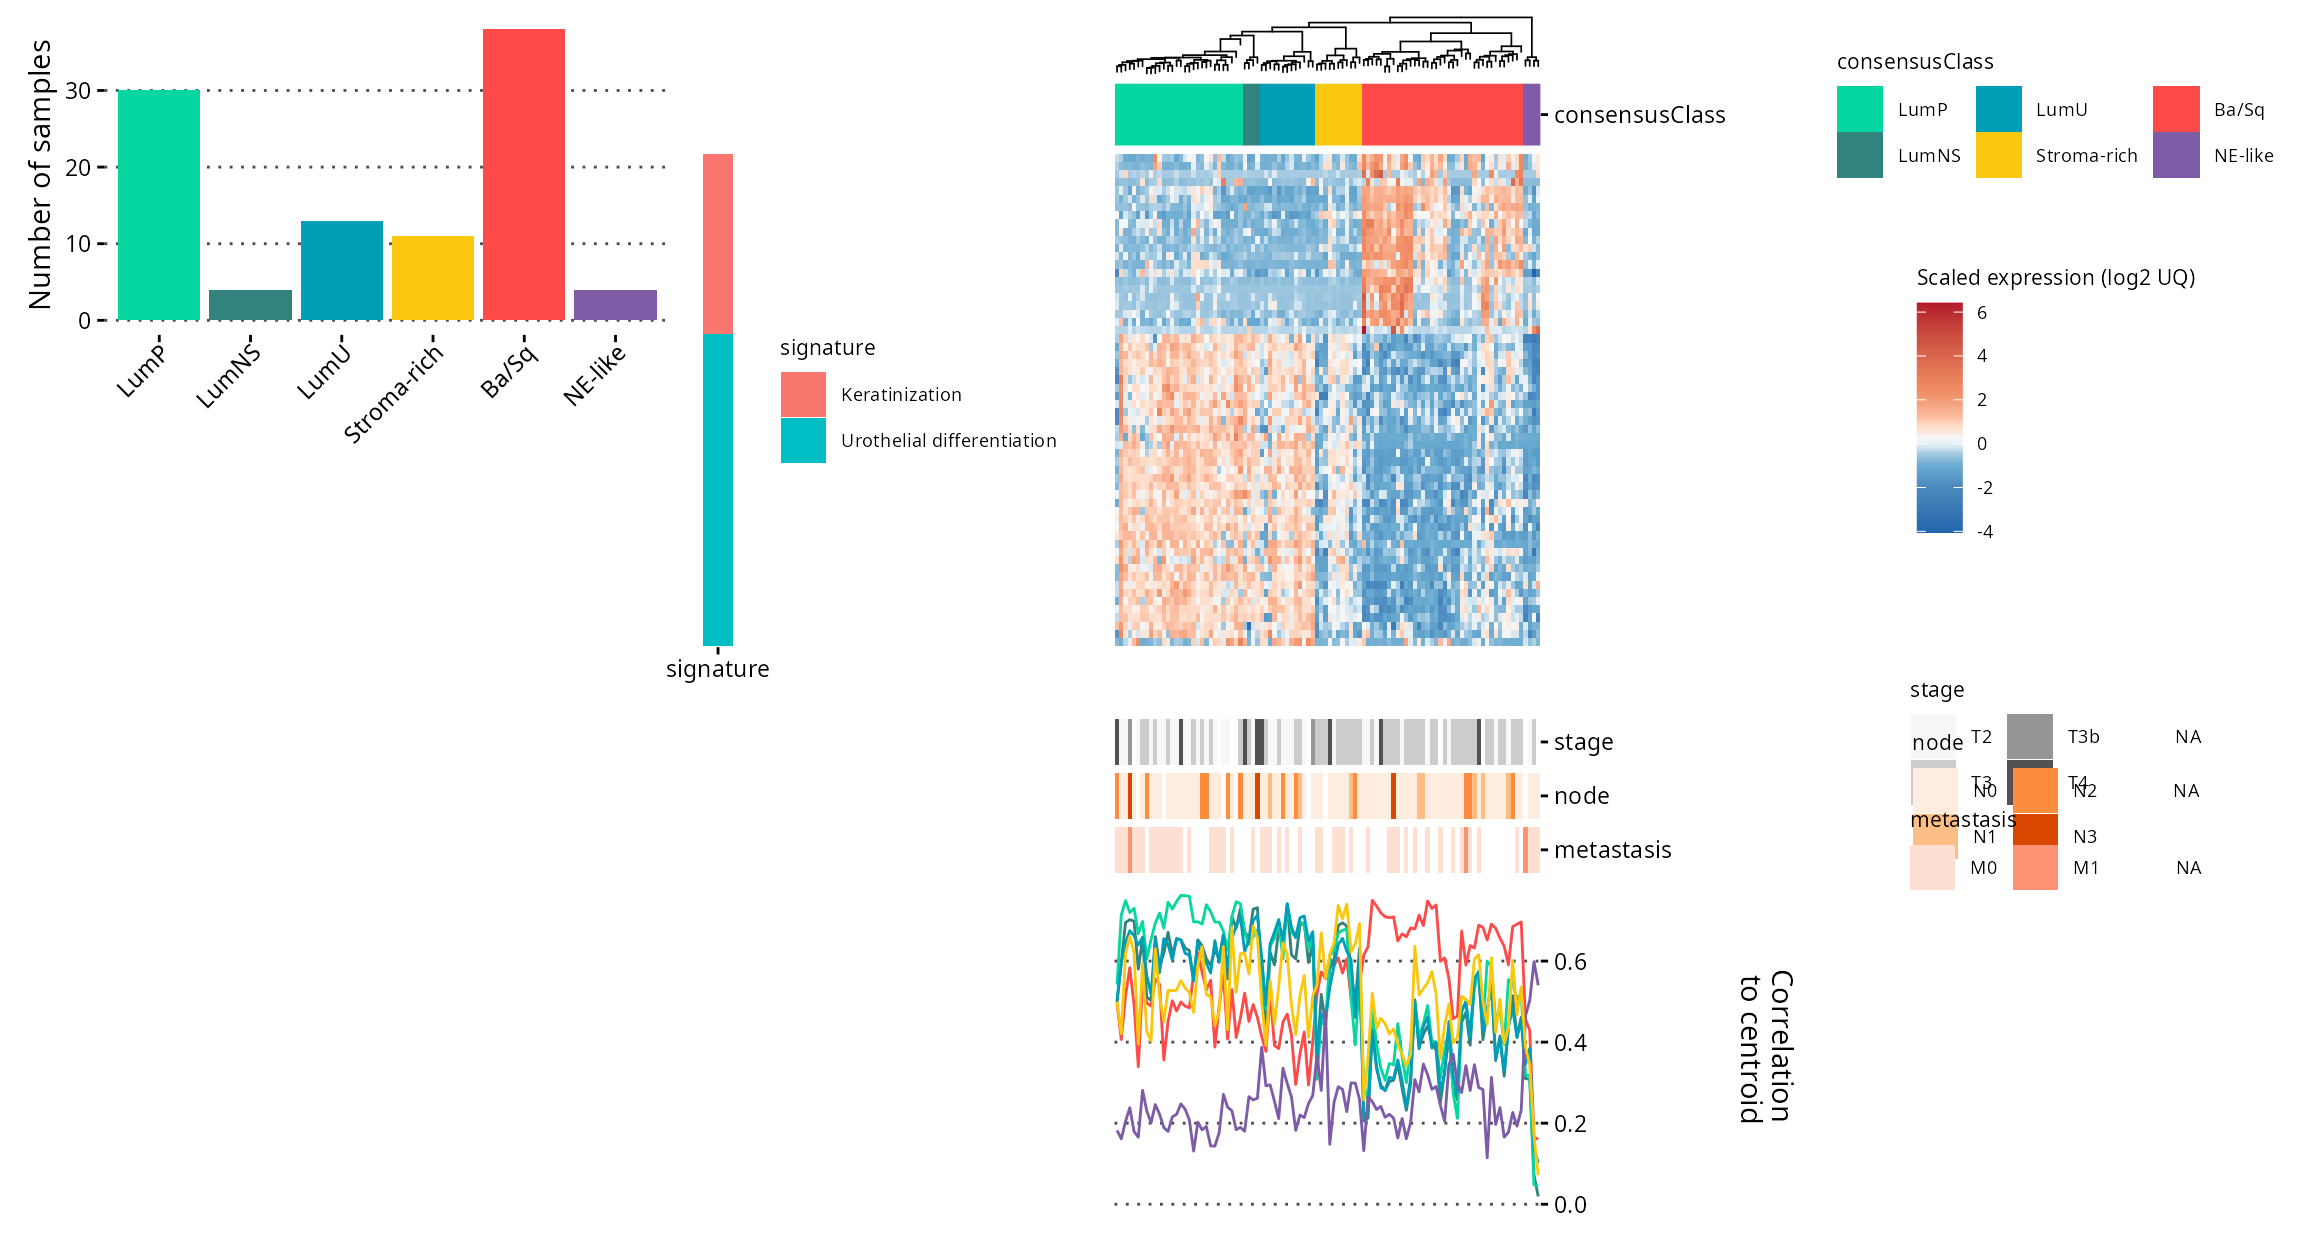 Number of samples
30
20
10
0
LumP
LumNS
LumU
Stroma-rich
Ba/Sq
NE-like
signature
signature
Keratinization
Urothelial differentiation
consensusClass
consensusClass
LumP
LumU
Ba/Sq
LumNS
Stroma-rich
NE-like
Scaled expression (log2 UQ)
6
4
2
0
-2
-4
stage
node
metastasis
stage
T2
T3b
NA
T3
T4
node
N0
N2
NA
N1
N3
metastasis
M0
M1
NA
0.6
0.4
0.2
0.0
Correlation
to centroid